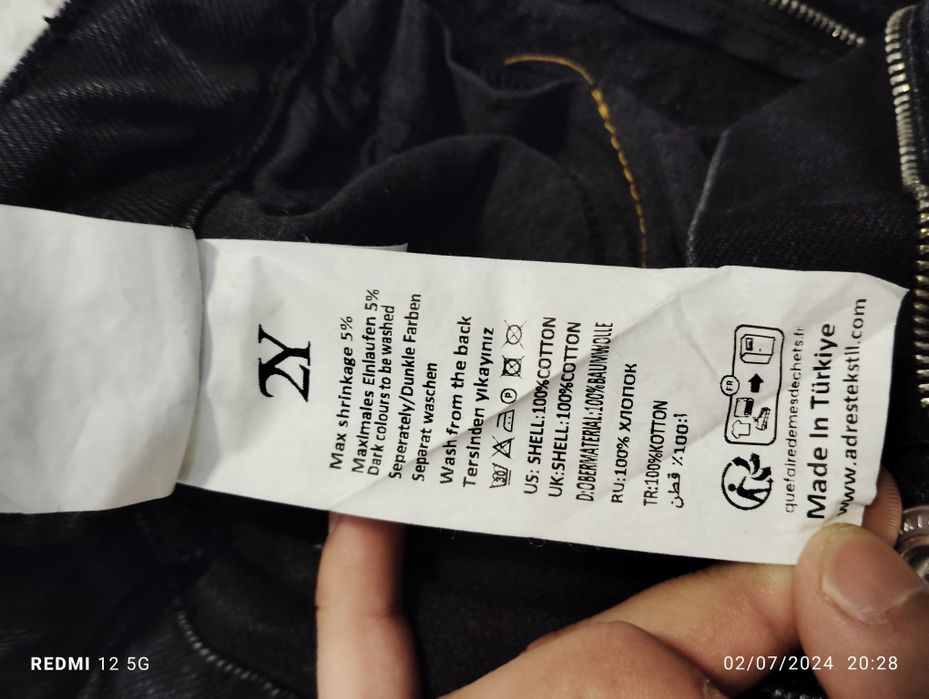 2Y
Max shrinkage 5%
Maximales Einlaufen 5%
Dark colours to be washed
Seperately/Dunkle Farben
Separat waschen
Wash from the back
Tersinden yıkayınız
30 P
US: SHELL:100%COTTON
UK:SHELL:100%COTTON
D:OBERMATERIAL:100%BAUMWOLLE
RU:100% ХЛОПОК
TR:100%KOTTON
أ:100٪ قطن
FR
quefairedemesdechets.fr
Made In Türkiye
www.adrestekstil.com
REDMI 12 5G
02/07/2024 20:28